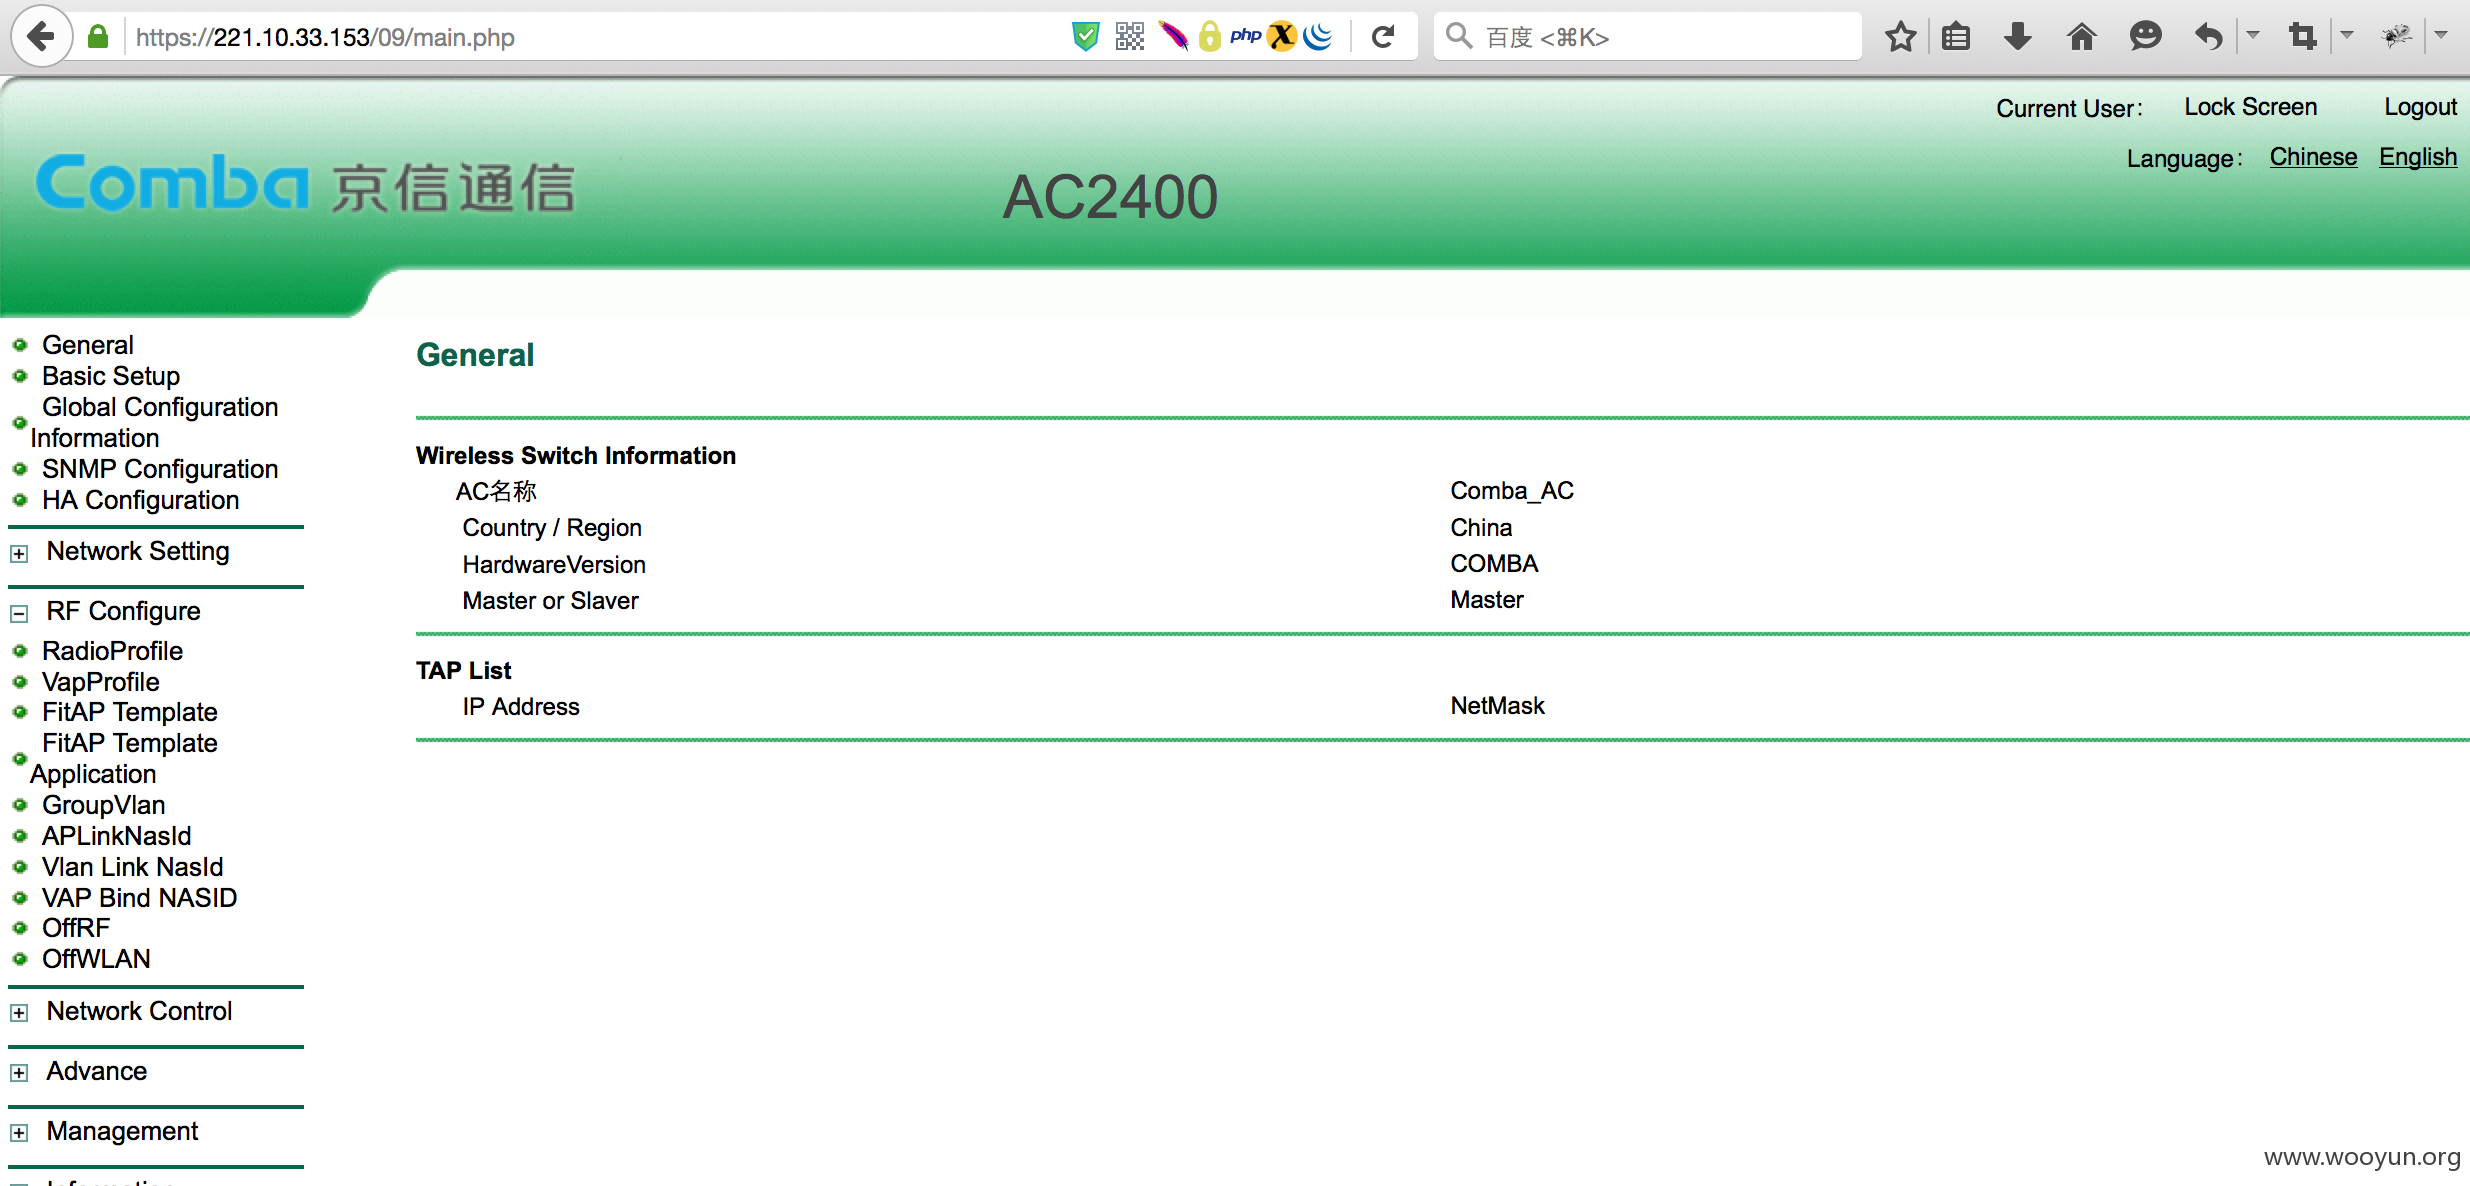 https://221.10.33.153/09/main.php
php
百度 <⌘K>
Current User:
Lock Screen
Logout
Language:
Chinese
English
Comba 京信通信
AC2400
General
Basic Setup
Global Configuration
Information
SNMP Configuration
HA Configuration
Network Setting
RF Configure
RadioProfile
VapProfile
FitAP Template
FitAP Template
Application
GroupVlan
APLinkNasId
Vlan Link NasId
VAP Bind NASID
OffRF
OffWLAN
Network Control
Advance
Management
General
Wireless Switch Information
AC名称 Comba_AC
Country / Region China
HardwareVersion COMBA
Master or Slaver Master
TAP List
IP Address NetMask
www.wooyun.org